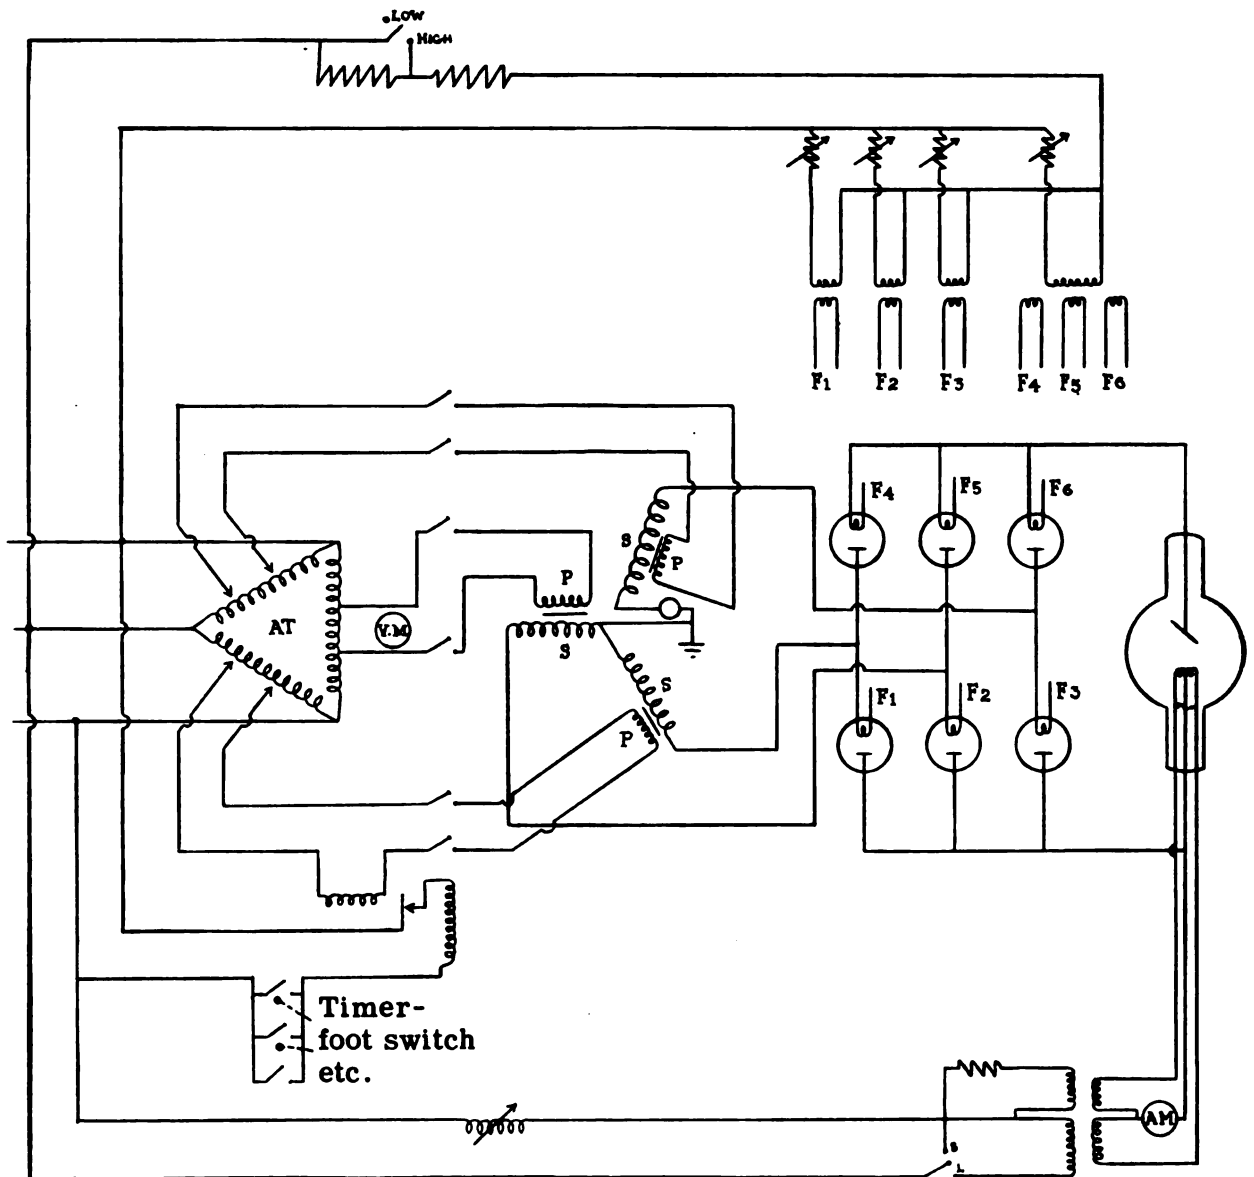 LOW
HIGH
F1 F2 F3 F4 F5 F6
F4 F5 F6
S P
P
AT V.M
S
S
F1 F2 F3
P
Timer-
foot switch
etc.
AM
S
L